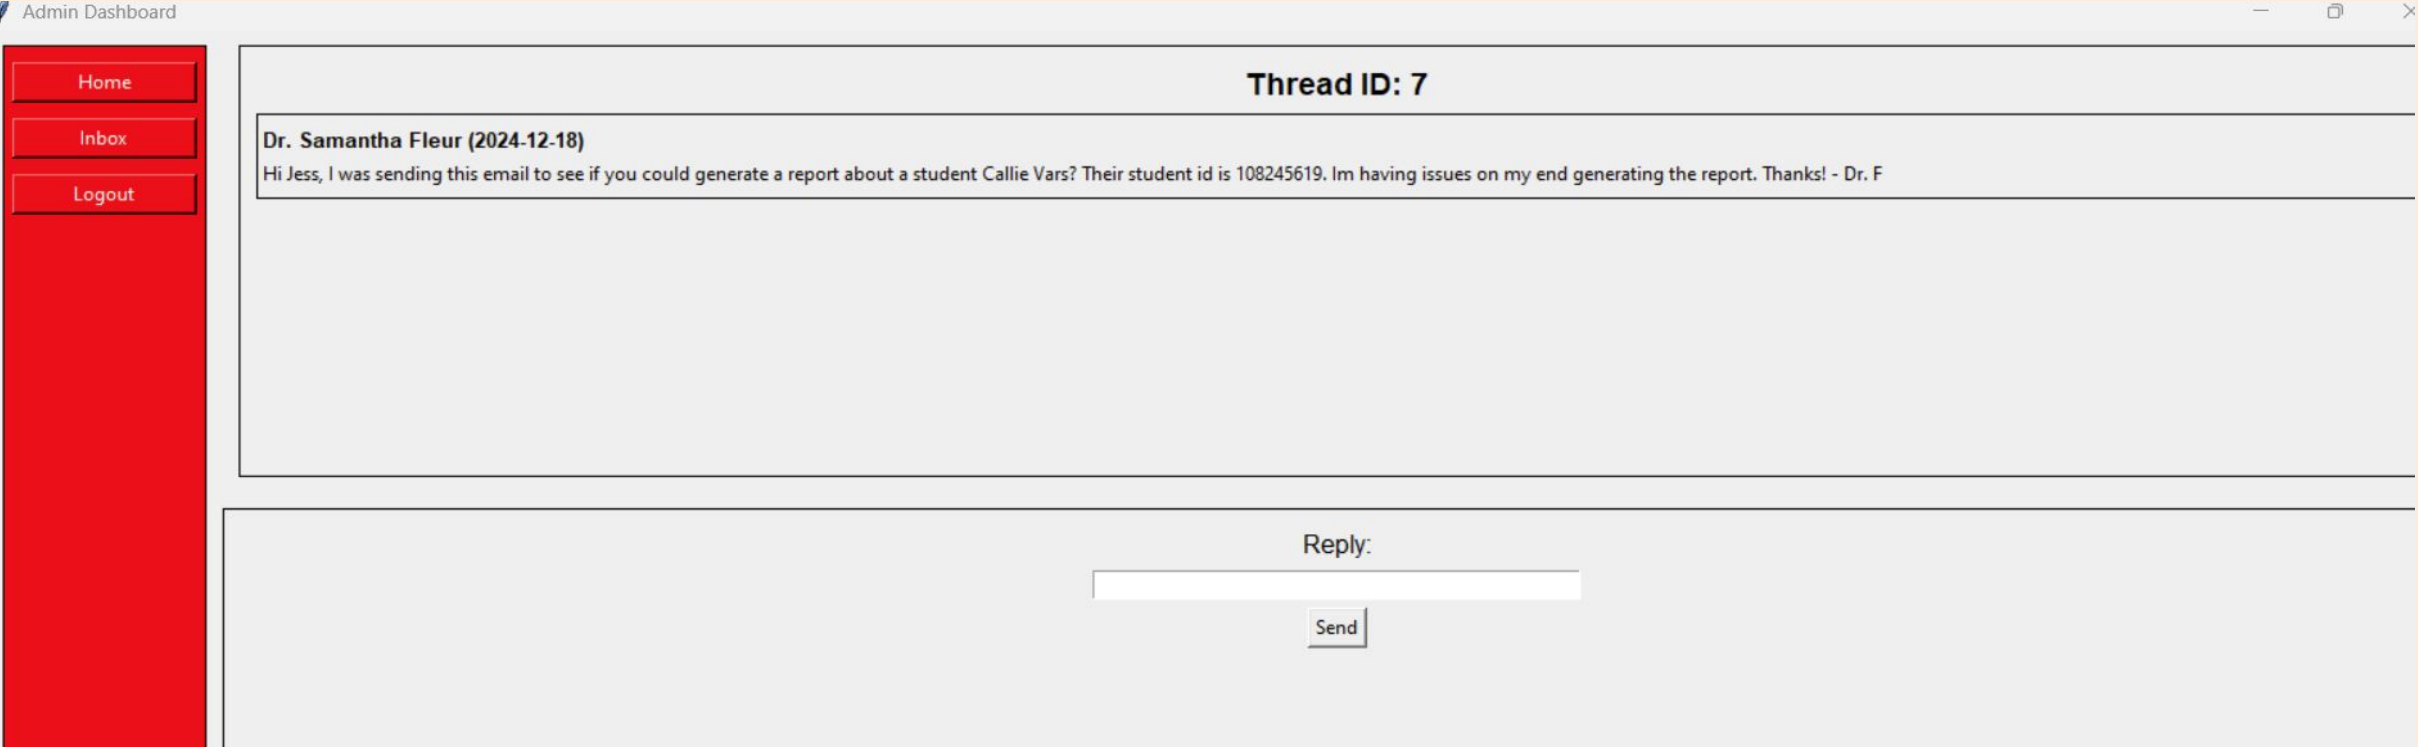 Admin Dashboard
Home
Inbox
Logout
Thread ID: 7
Dr. Samantha Fleur (2024-12-18)
Hi Jess, I was sending this email to see if you could generate a report about a student Callie Vars? Their student id is 108245619. Im having issues on my end generating the report. Thanks! - Dr. F
Reply:
Send